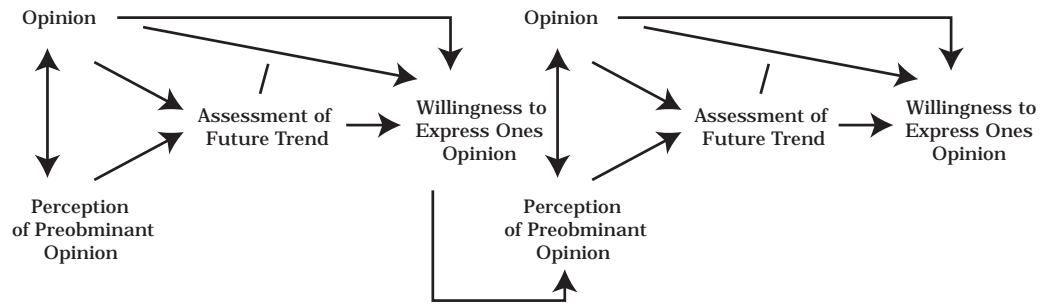 Opinion
Assessment of
Future Trend
Willingness to
Express Ones
Opinion
Perception
of Preobminant
Opinion
Opinion
Assessment of
Future Trend
Willingness to
Express Ones
Opinion
Perception
of Preobminant
Opinion